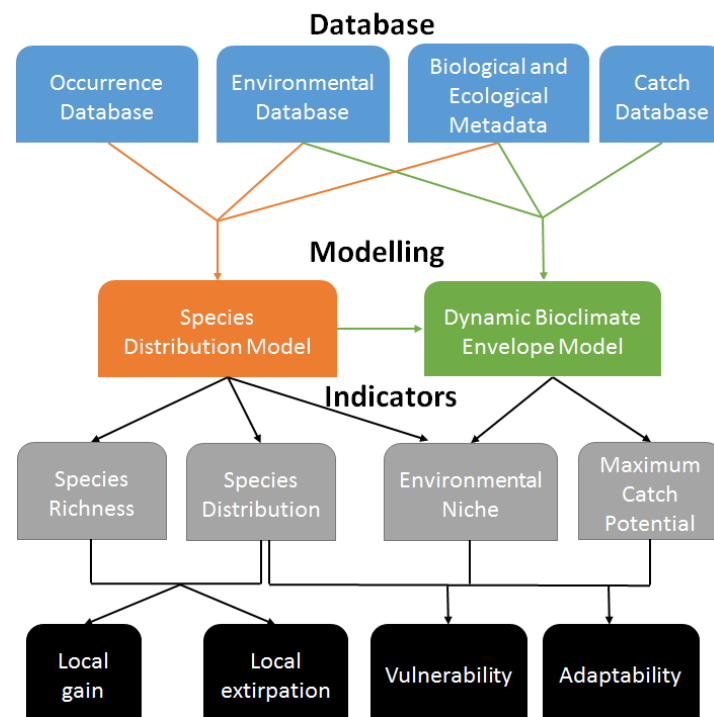 Database
Occurrence
Database
Environmental
Database
Biological and
Ecological
Metadata
Catch
Database
Modelling
Species
Distribution Model
Dynamic Bioclimate
Envelope Model
Indicators
Species
Richness
Species
Distribution
Environmental
Niche
Maximum
Catch
Potential
Local
gain
Local
extirpation
Vulnerability
Adaptability